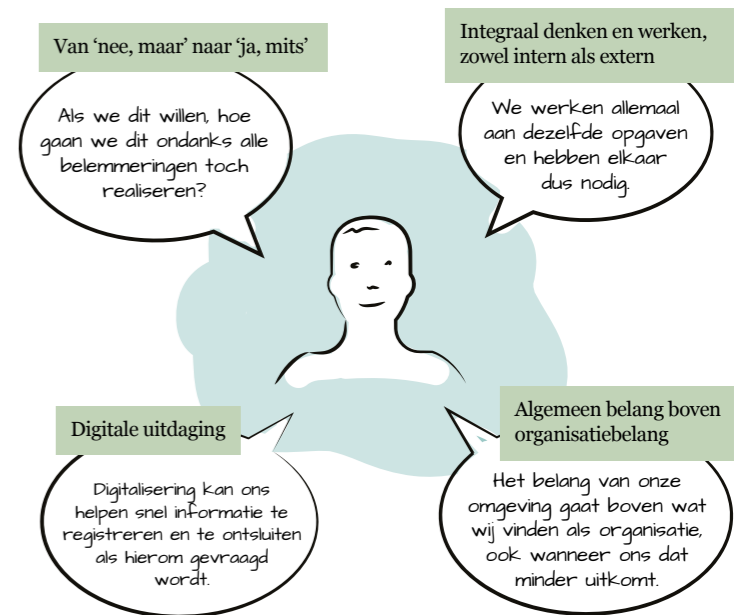 Van ‘nee, maar’ naar ‘ja, mits’
Als we dit willen, hoe
gaan we dit ondanks alle
belemmeringen toch
realiseren?
Integraal denken en werken,
zowel intern als extern
We werken allemaal
aan dezelfde opgaven
en hebben elkaar
dus nodig.
Digitale uitdaging
Digitalisering kan ons
helpen snel informatie te
registreren en te ontsluiten
als hierom gevraagd
wordt.
Algemeen belang boven
organisatiebelang
Het belang van onze
omgeving gaat boven wat
wij vinden als organisatie,
ook wanneer ons dat
minder uitkomt.